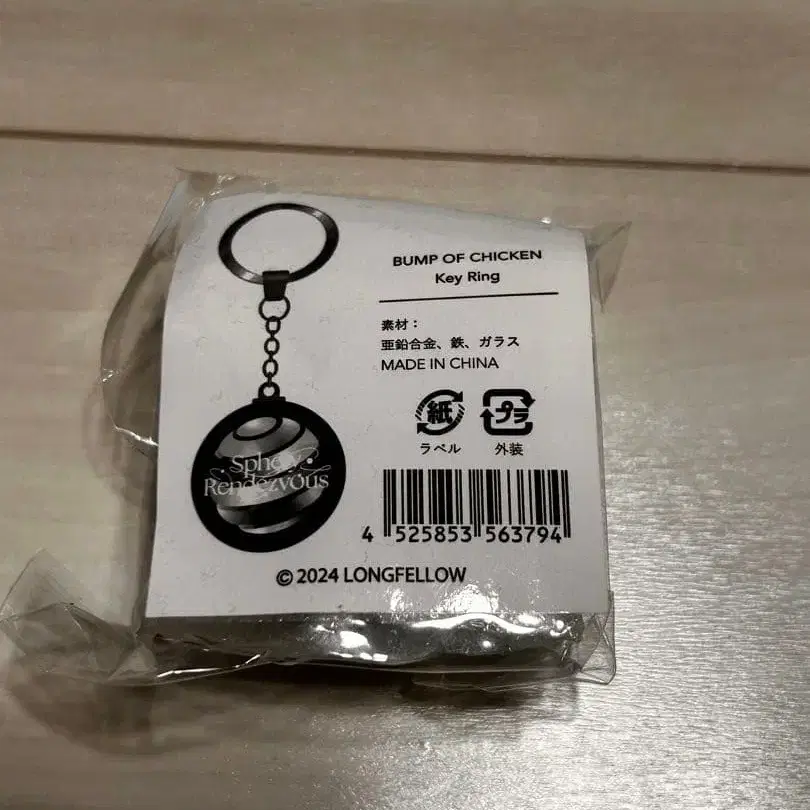 BUMP OF CHICKEN
Key Ring
素材：
亜鉛合金、鉄、ガラス
MADE IN CHINA
紙
プラ
ラベル
外装
Sphery
Rendezvous
4 525853 563794
© 2024 LONGFELLOW